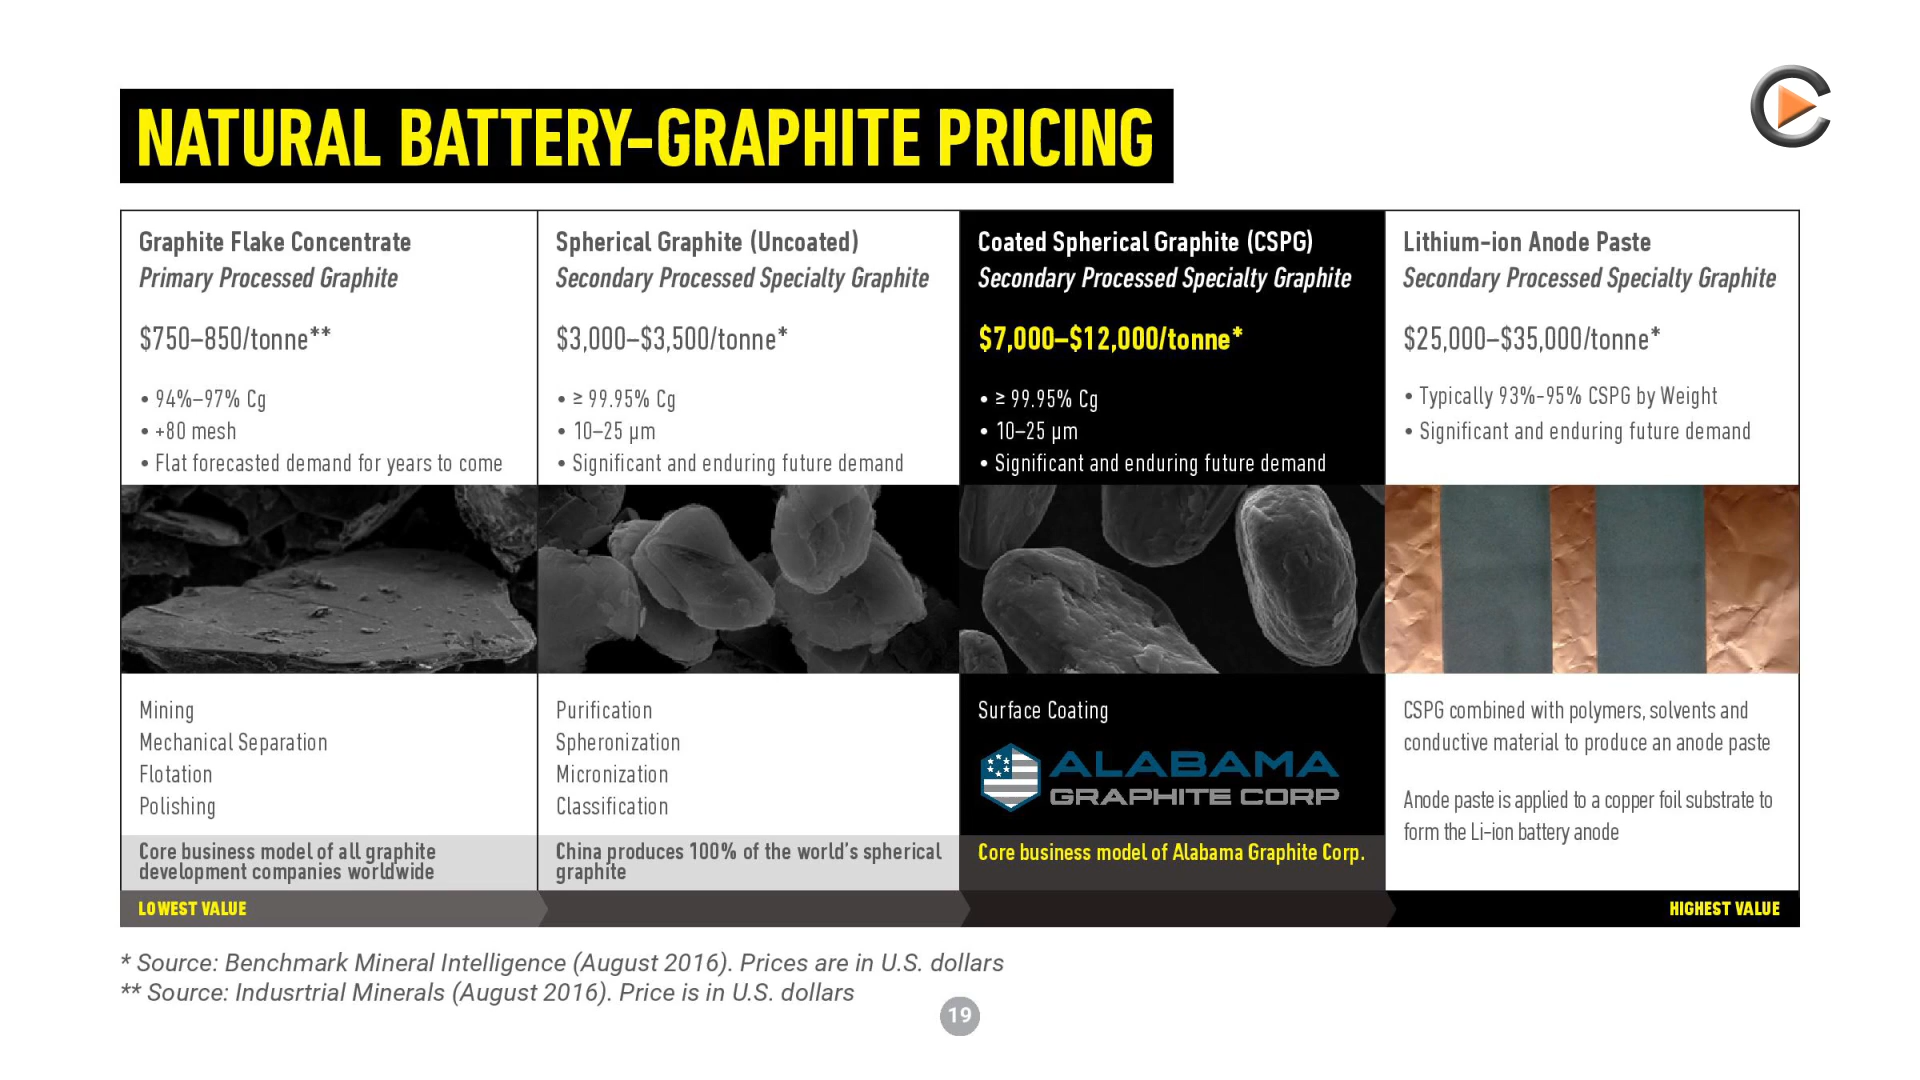 NATURAL BATTERY-GRAPHITE PRICING
Graphite Flake Concentrate
Primary Processed Graphite
$750–850/tonne**
• 94%–97% Cg
• +80 mesh
• Flat forecasted demand for years to come
Mining
Mechanical Separation
Flotation
Polishing
Core business model of all graphite
development companies worldwide
Spherical Graphite (Uncoated)
Secondary Processed Specialty Graphite
$3,000–$3,500/tonne*
• ≥ 99.95% Cg
• 10–25 µm
• Significant and enduring future demand
Purification
Spheronization
Micronization
Classification
China produces 100% of the world's spherical
graphite
Coated Spherical Graphite (CSPG)
Secondary Processed Specialty Graphite
$7,000–$12,000/tonne*
• ≥ 99.95% Cg
• 10–25 µm
• Significant and enduring future demand
Surface Coating
ALABAMA
GRAPHITE CORP
Core business model of Alabama Graphite Corp.
Lithium-ion Anode Paste
Secondary Processed Specialty Graphite
$25,000–$35,000/tonne*
• Typically 93%-95% CSPG by Weight
• Significant and enduring future demand
CSPG combined with polymers, solvents and
conductive material to produce an anode paste
Anode paste is applied to a copper foil substrate to
form the Li-ion battery anode
LOWEST VALUE
HIGHEST VALUE
* Source: Benchmark Mineral Intelligence (August 2016). Prices are in U.S. dollars
** Source: Indusrtrial Minerals (August 2016). Price is in U.S. dollars
19